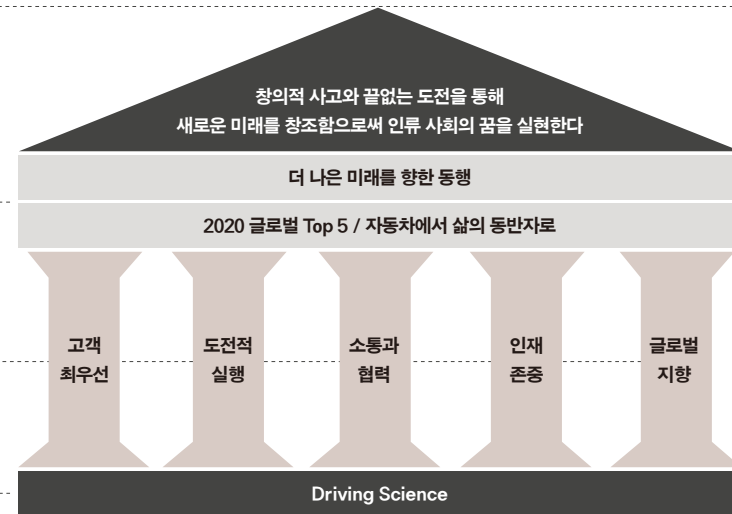 창의적 사고와 끝없는 도전을 통해
새로운 미래를 창조함으로써 인류 사회의 꿈을 실현한다
더 나은 미래를 향한 동행
2020 글로벌 Top 5 / 자동차에서 삶의 동반자로
고객
최우선
도전적
실행
소통과
협력
인재
존중
글로벌
지향
Driving Science